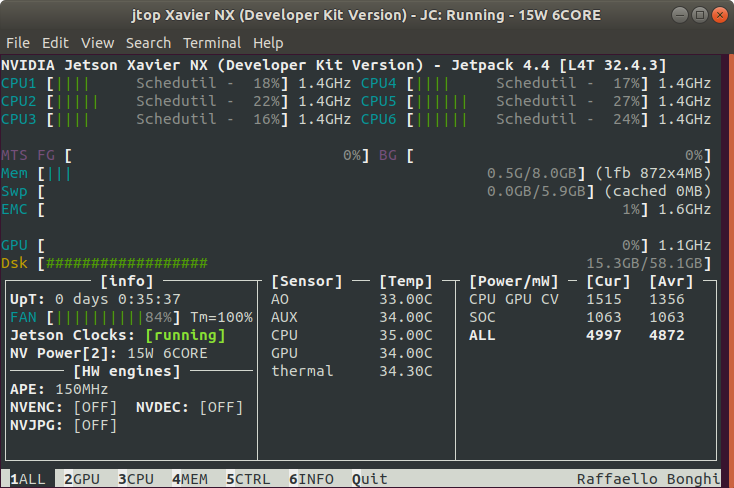 jtop Xavier NX (Developer Kit Version) - JC: Running - 15W 6CORE
File Edit View Search Terminal Help
NVIDIA Jetson Xavier NX (Developer Kit Version) - Jetpack 4.4 [L4T 32.4.3]
CPU1 [|||| Schedutil - 18%] 1.4GHz CPU4 [|||| Schedutil - 17%] 1.4GHz
CPU2 [||||| Schedutil - 22%] 1.4GHz CPU5 [|||||| Schedutil - 27%] 1.4GHz
CPU3 [|||| Schedutil - 16%] 1.4GHz CPU6 [|||||| Schedutil - 24%] 1.4GHz
MTS FG [ 0%] BG [ 0%]
Mem [||| 0.5G/8.0GB] (lfb 872x4MB)
Swp [ 0.0GB/5.9GB] (cached 0MB)
EMC [ 1%] 1.6GHz
GPU [ 0%] 1.1GHz
Dsk [################## 15.3GB/58.1GB]
[info] [Sensor] [Temp] [Power/mW] [Cur] [Avr]
UpT: 0 days 0:35:37 AO 33.00C CPU GPU CV 1515 1356
FAN [||||||||||84%] Tm=100% AUX 34.00C SOC 1063 1063
Jetson Clocks: [running] CPU 35.00C ALL 4997 4872
NV Power[2]: 15W 6CORE GPU 34.00C
[HW engines] thermal 34.30C
APE: 150MHz
NVENC: [OFF] NVDEC: [OFF]
NVJPG: [OFF]
1ALL 2GPU 3CPU 4MEM 5CTRL 6INFO Quit Raffaello Bonghi